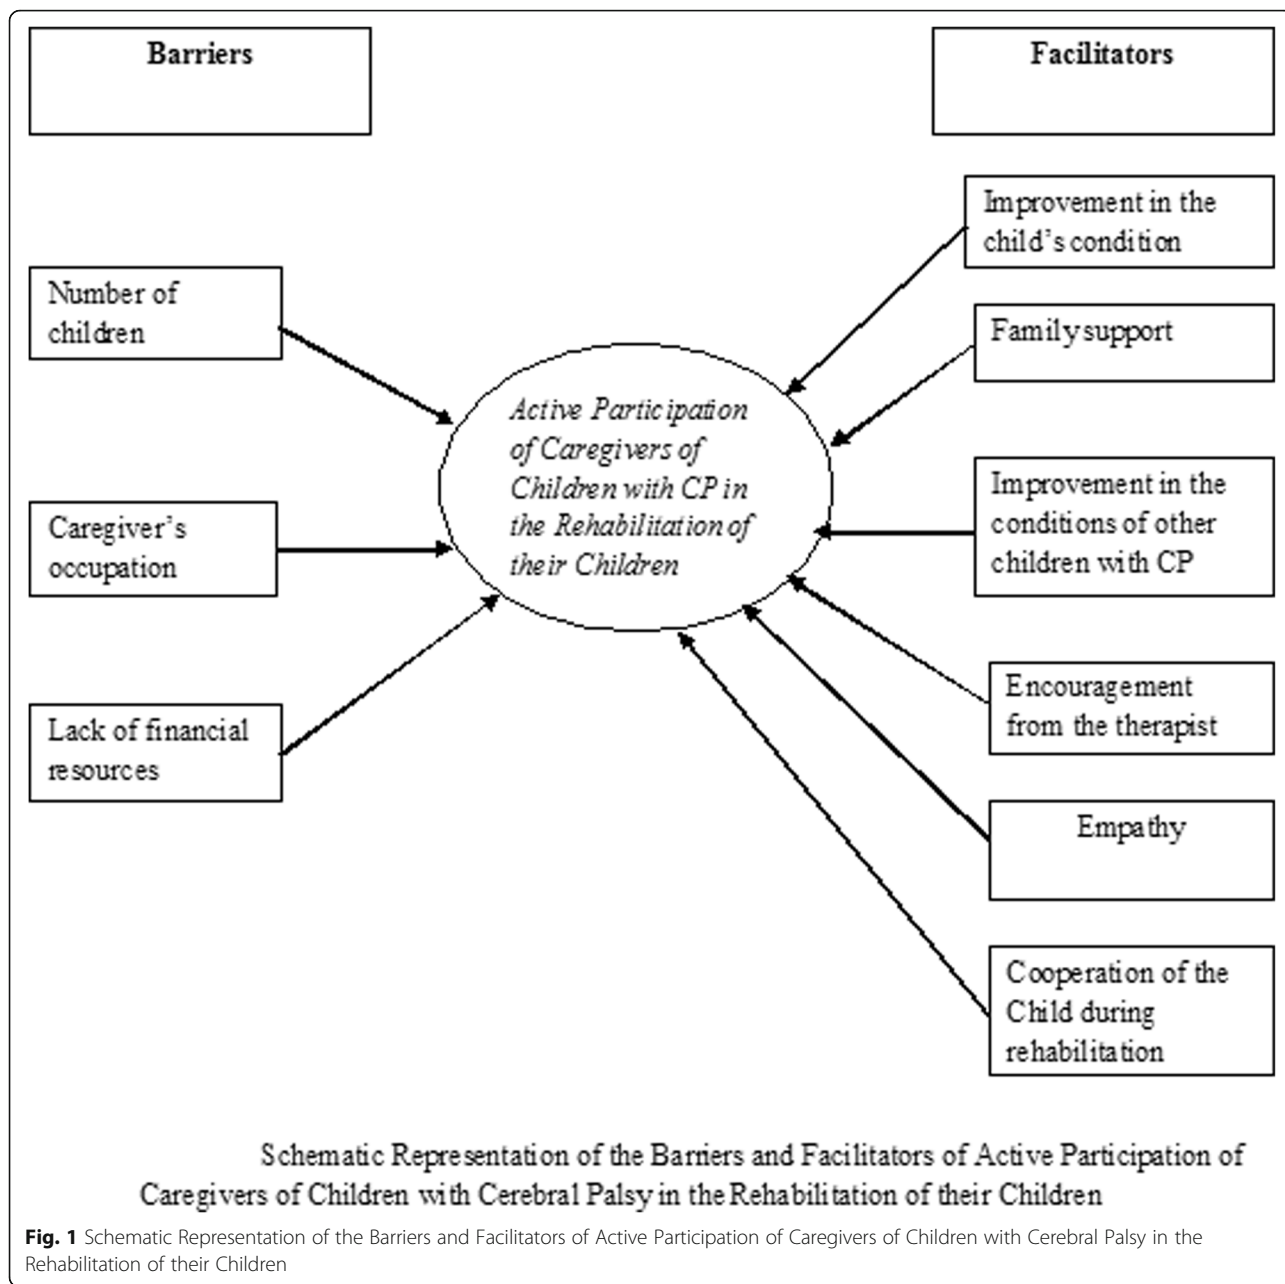 Barriers
Facilitators
Number of
children
Caregiver's
occupation
Lack of financial
resources
Active Participation
of Caregivers of
Children with CP in
the Rehabilitation of
their Children
Improvement in the
child's condition
Family support
Improvement in the
conditions of other
children with CP
Encouragement
from the therapist
Empathy
Cooperation of the
Child during
rehabilitation
Schematic Representation of the Barriers and Facilitators of Active Participation of
Caregivers of Children with Cerebral Palsy in the Rehabilitation of their Children
Fig. 1 Schematic Representation of the Barriers and Facilitators of Active Participation of Caregivers of Children with Cerebral Palsy in the
Rehabilitation of their Children